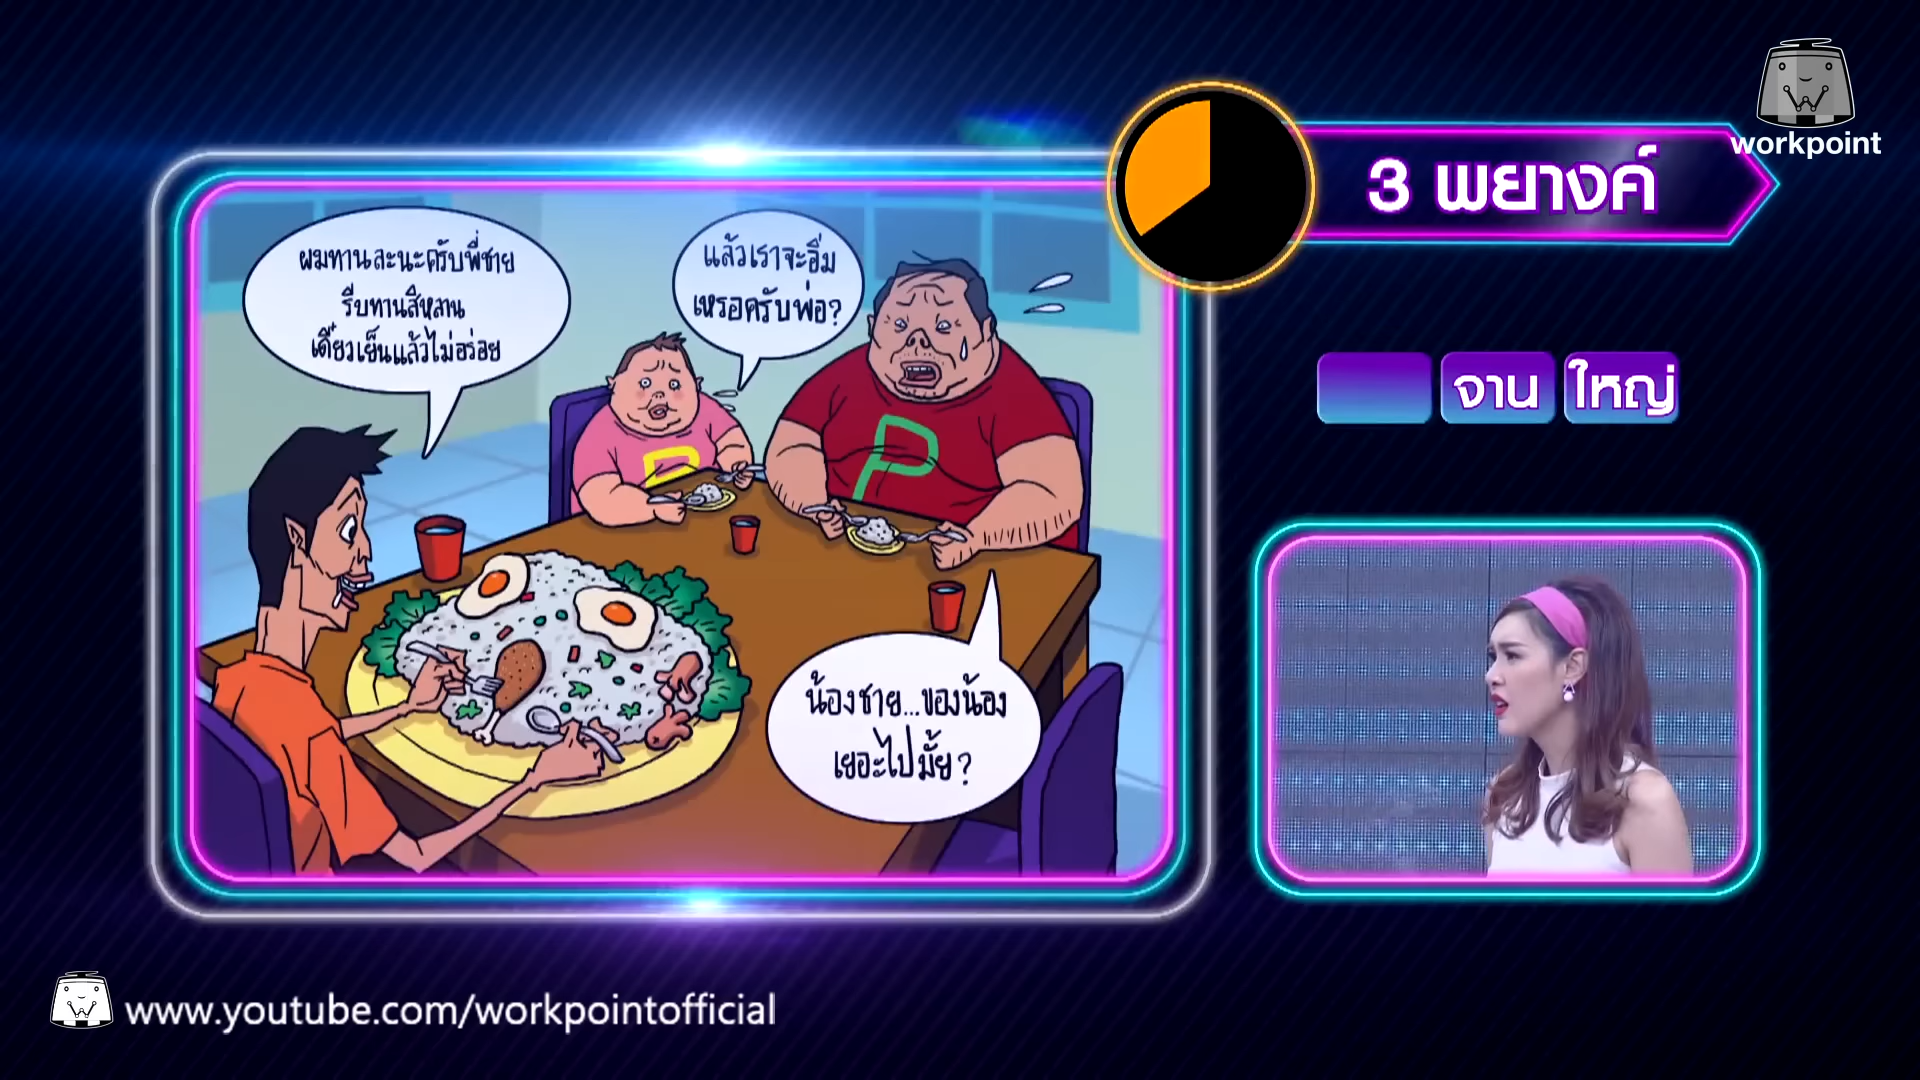 workpoint
3 พยางค์
ผมทานละนะครับพี่ชาย
รีบทานสิหลาน
เดี๋ยวเย็นแล้วไม่อร่อย
แล้วเราจะอิ่ม
เหรอครับพ่อ?
P
จาน ใหญ่
น้องชาย...ของน้อง
เยอะไปมั้ย?
www.youtube.com/workpointofficial